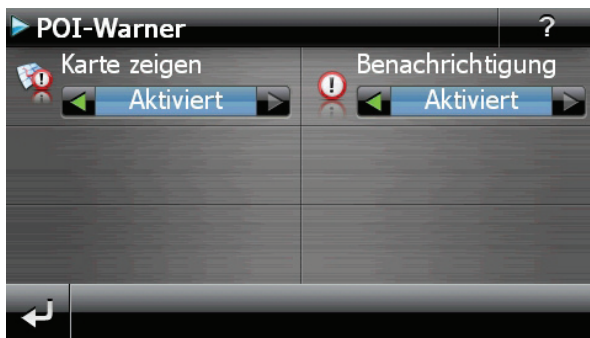 POI-Warner ?
Karte zeigen
Aktiviert
Benachrichtigung
Aktiviert